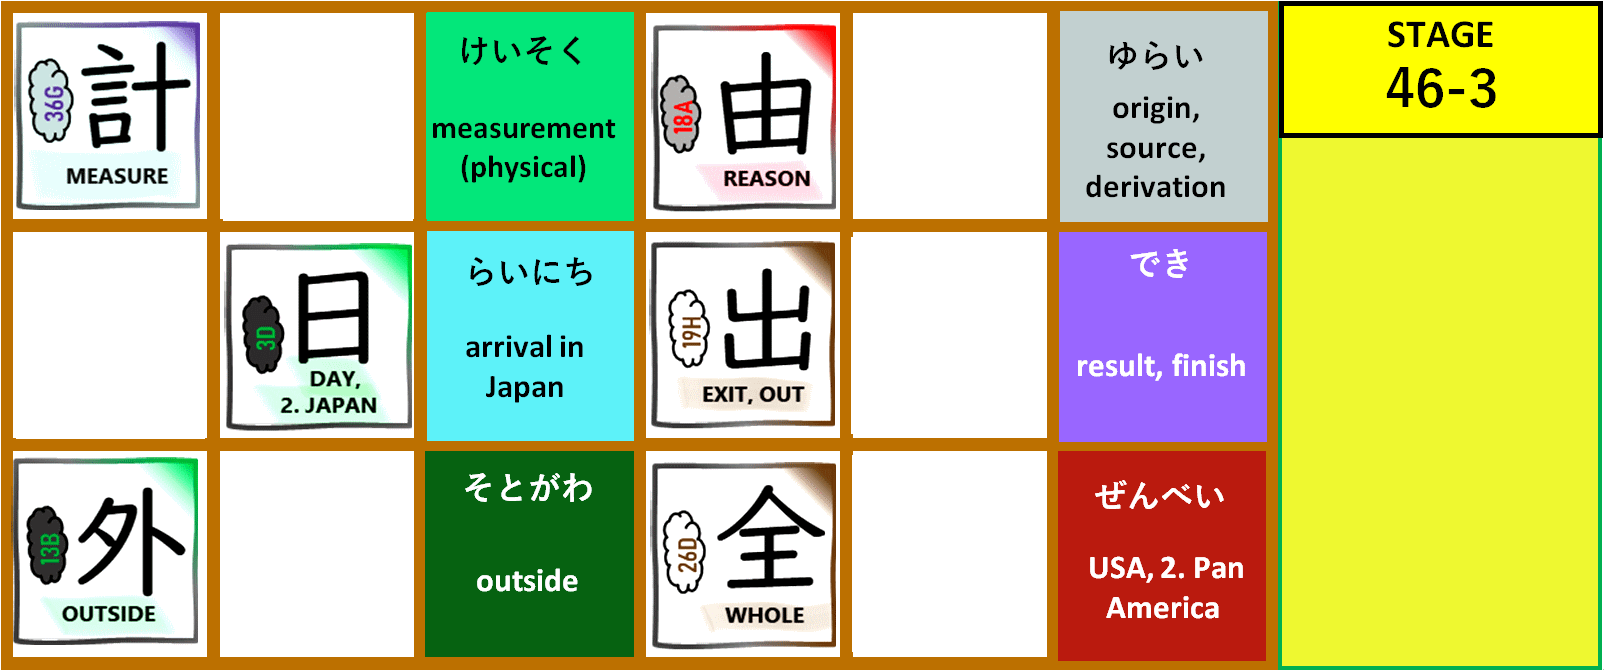 計
36G
MEASURE
けいそく
measurement
(physical)
由
18A
REASON
ゆらい
origin,
source,
derivation
STAGE
46-3
日
3D
DAY,
2. JAPAN
らいにち
arrival in
Japan
出
19H
EXIT, OUT
でき
result, finish
外
13B
OUTSIDE
そとがわ
outside
全
26D
WHOLE
ぜんべい
USA, 2. Pan
America